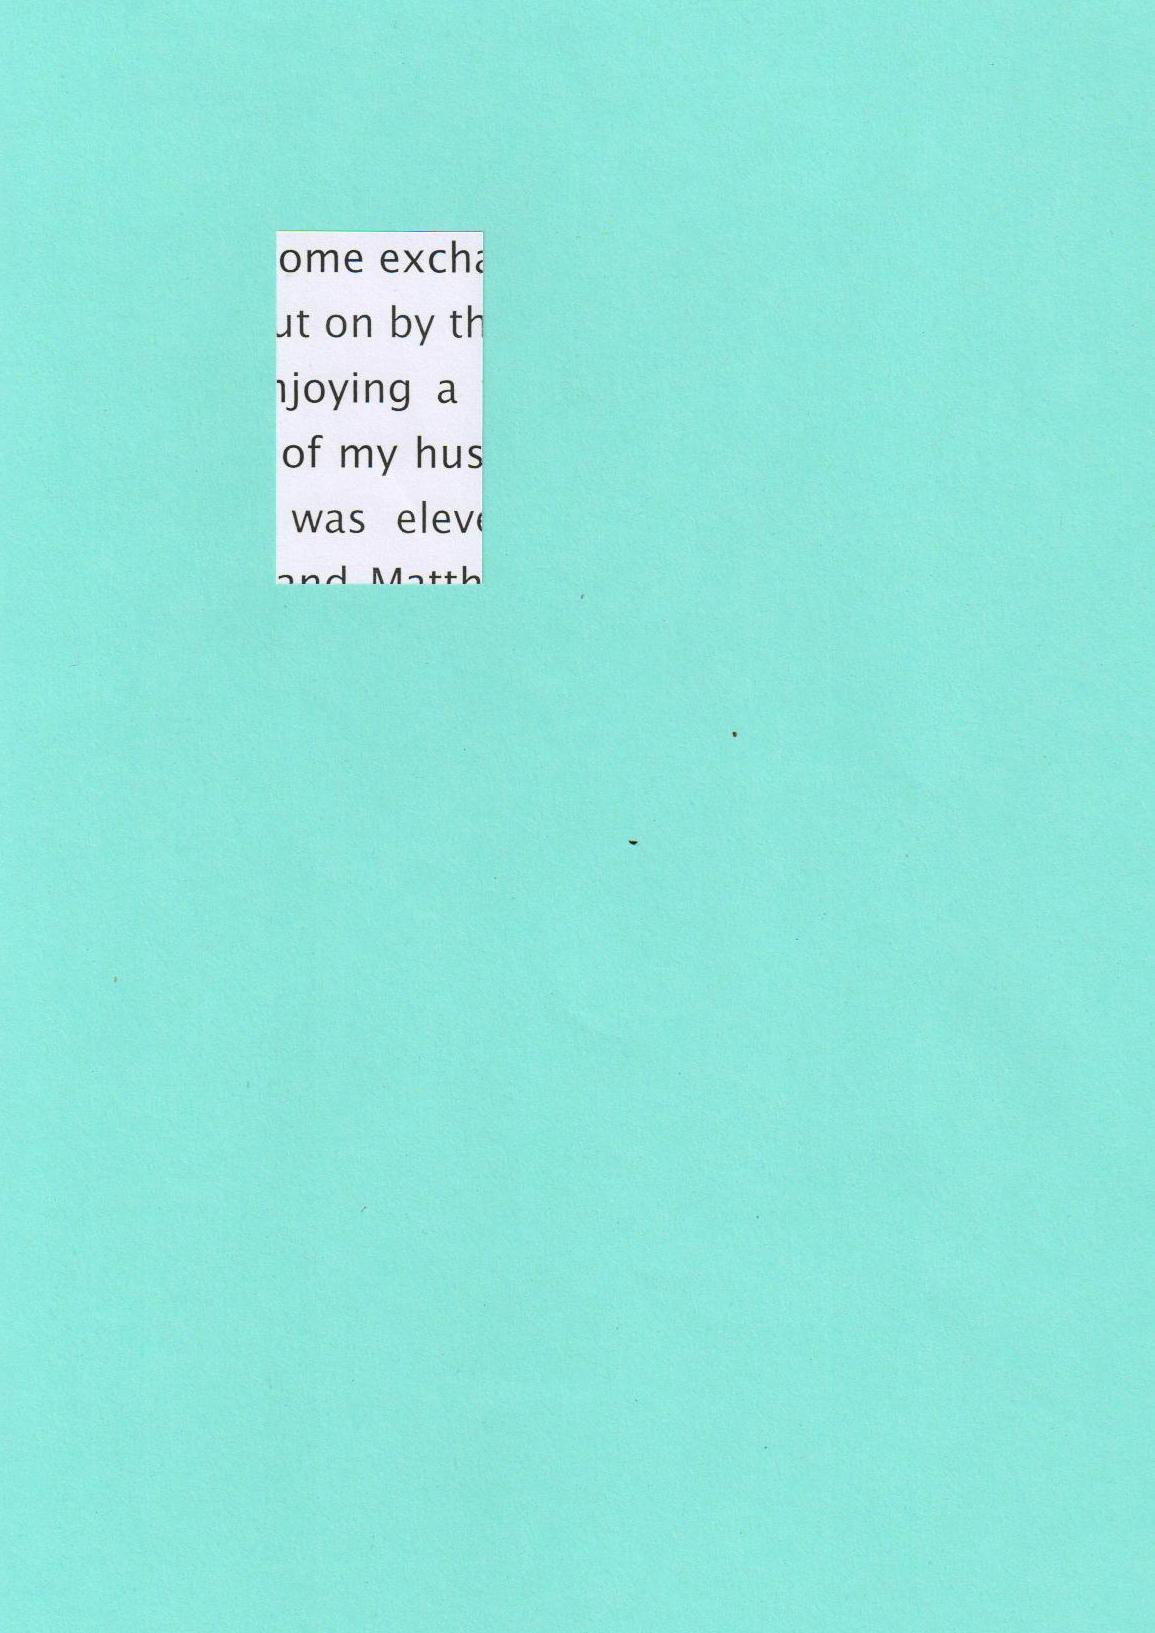 ome excha
ut on by th
njoying a
of my hus
was eleve
and Matth